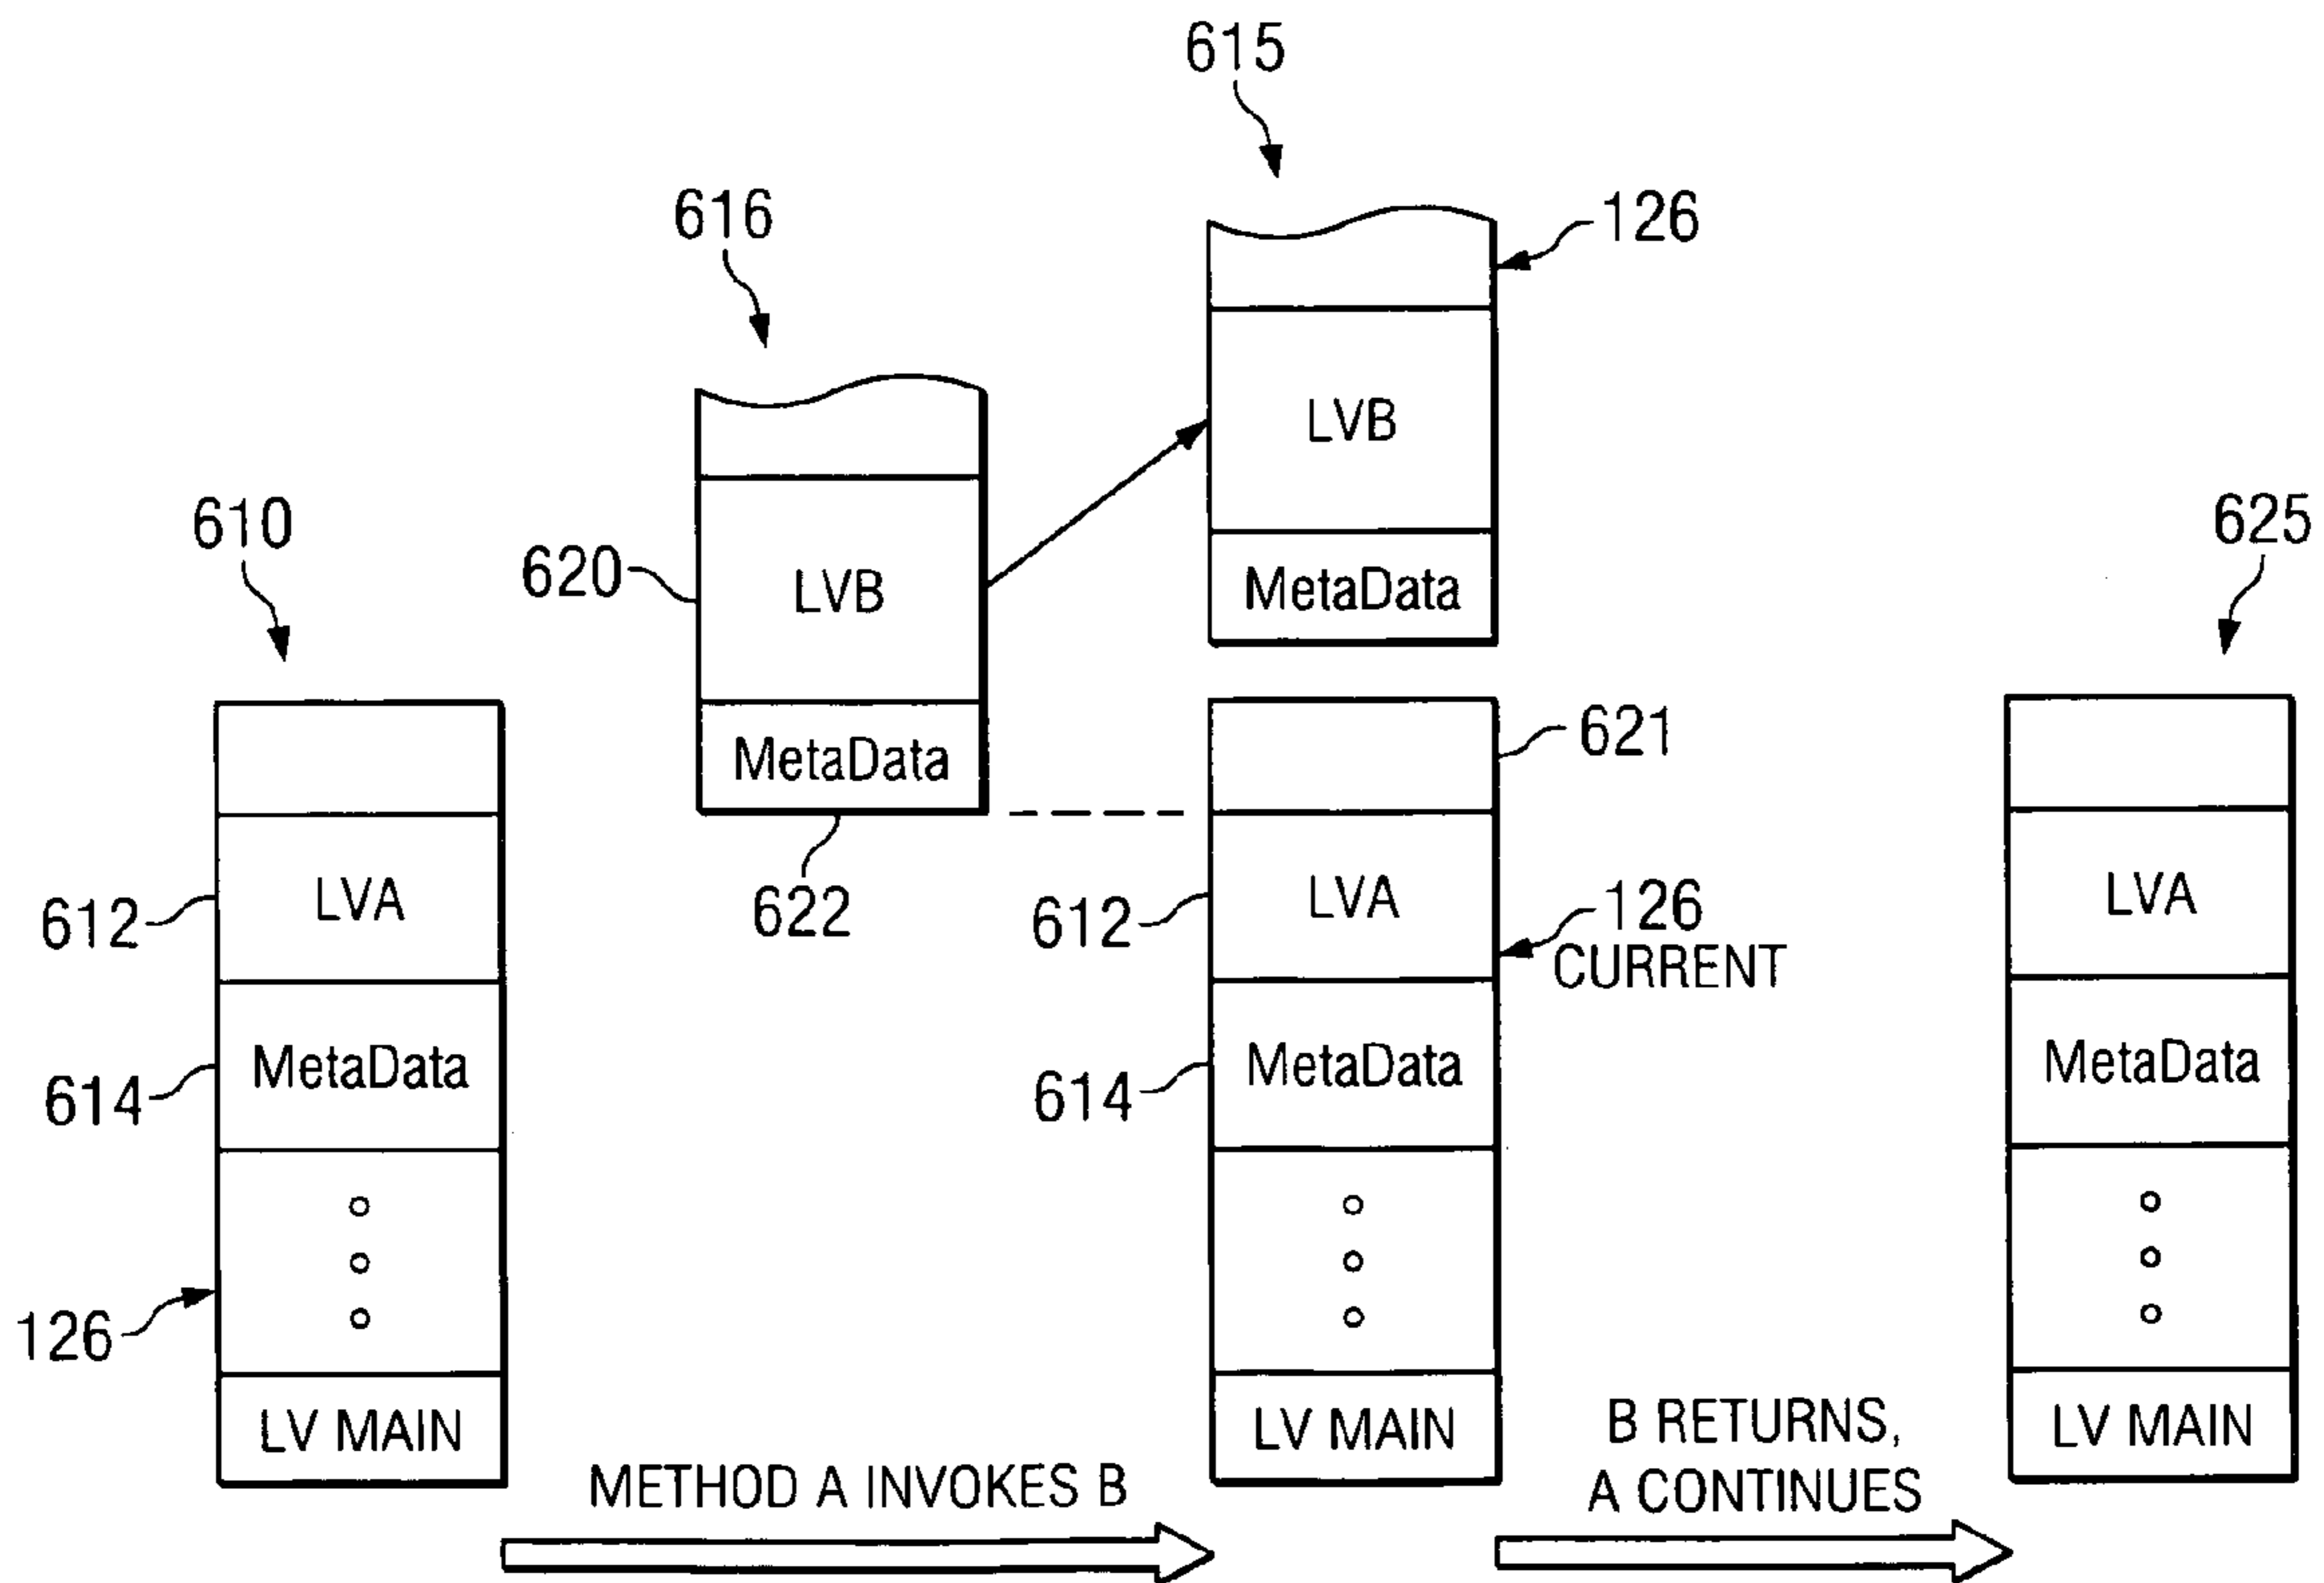 615
616
126
LVB
610
625
620
LVB
MetaData
MetaData
621
612
LVA
622
612
LVA
126
CURRENT
LVA
614
MetaData
614
MetaData
MetaData
126
LV MAIN
LV MAIN
LV MAIN
METHOD A INVOKES B
B RETURNS,
A CONTINUES